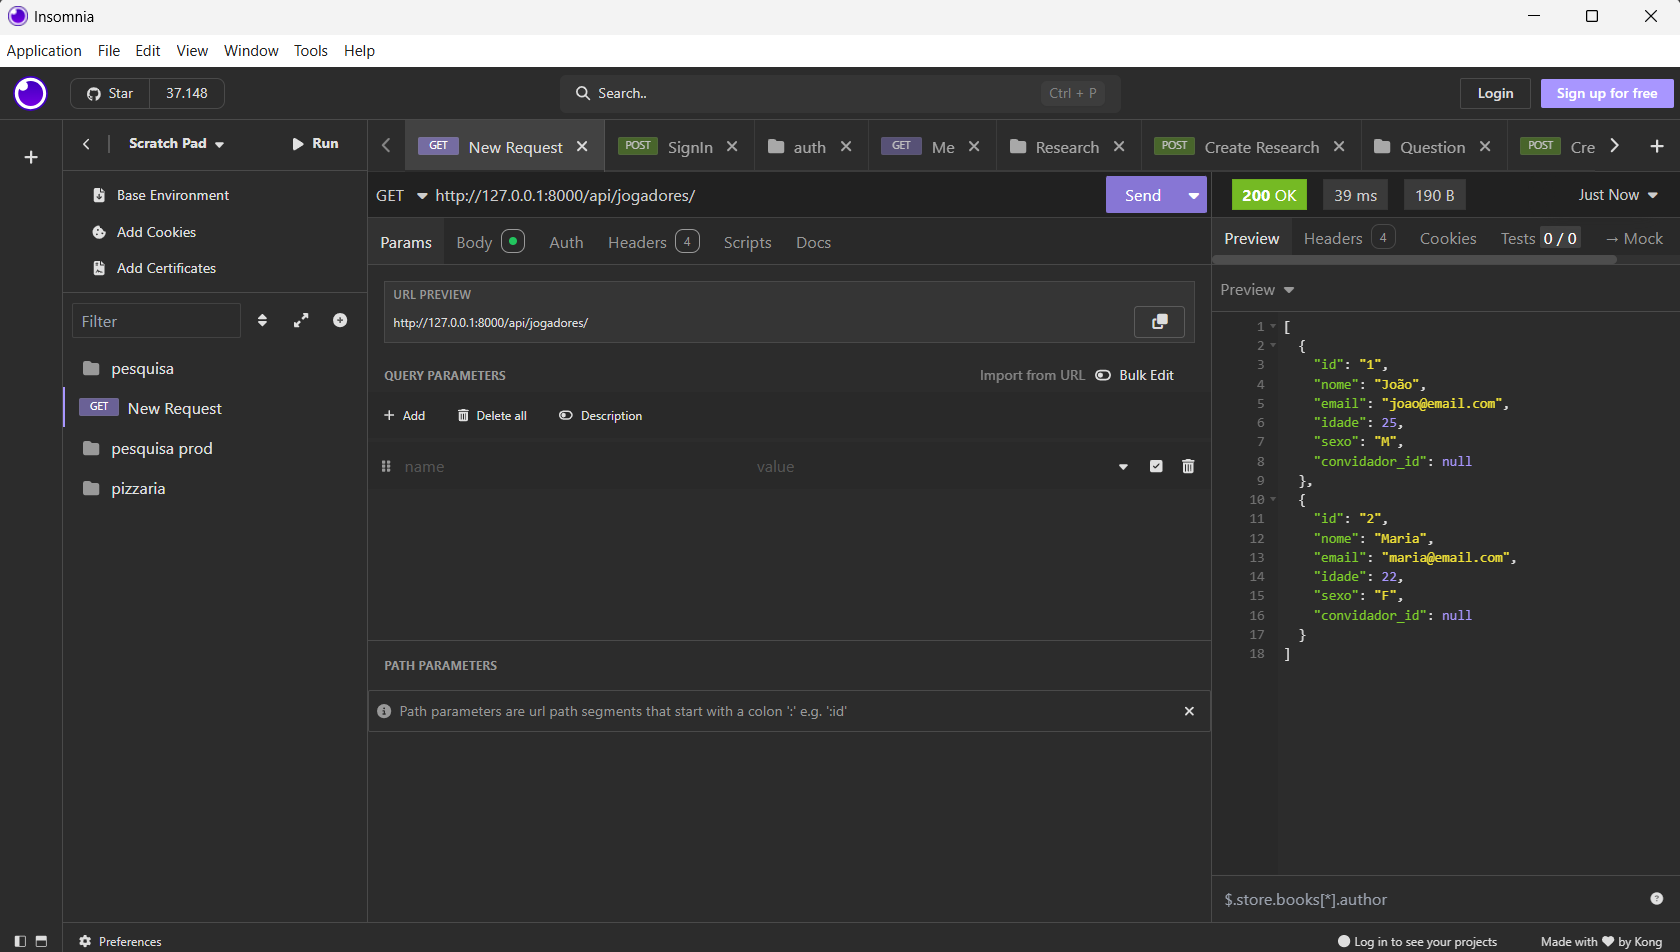 Insomnia
Application File Edit View Window Tools Help
Star 37.148
Search..
Ctrl + P
Login
Sign up for free
Scratch Pad
Run
GET New Request
POST SignIn
auth
GET Me
Research
POST Create Research
Question
POST Cre
Base Environment
Add Cookies
Add Certificates
Filter
pesquisa
GET New Request
pesquisa prod
pizzaria
GET http://127.0.0.1:8000/api/jogadores/
Send
Params Body Auth Headers 4 Scripts Docs
URL PREVIEW
http://127.0.0.1:8000/api/jogadores/
QUERY PARAMETERS
Import from URL Bulk Edit
+ Add Delete all Description
name value
PATH PARAMETERS
Path parameters are url path segments that start with a colon ':' e.g. ':id'
200 OK 39 ms 190 B Just Now
Preview Headers 4 Cookies Tests 0 / 0 → Mock
Preview
1 [
2 {
3 "id": "1",
4 "nome": "João",
5 "email": "joao@email.com",
6 "idade": 25,
7 "sexo": "M",
8 "convidador_id": null
9 },
10 {
11 "id": "2",
12 "nome": "Maria",
13 "email": "maria@email.com",
14 "idade": 22,
15 "sexo": "F",
16 "convidador_id": null
17 }
18 ]
$.store.books[*].author
Preferences
Log in to see your projects
Made with ♥ by Kong